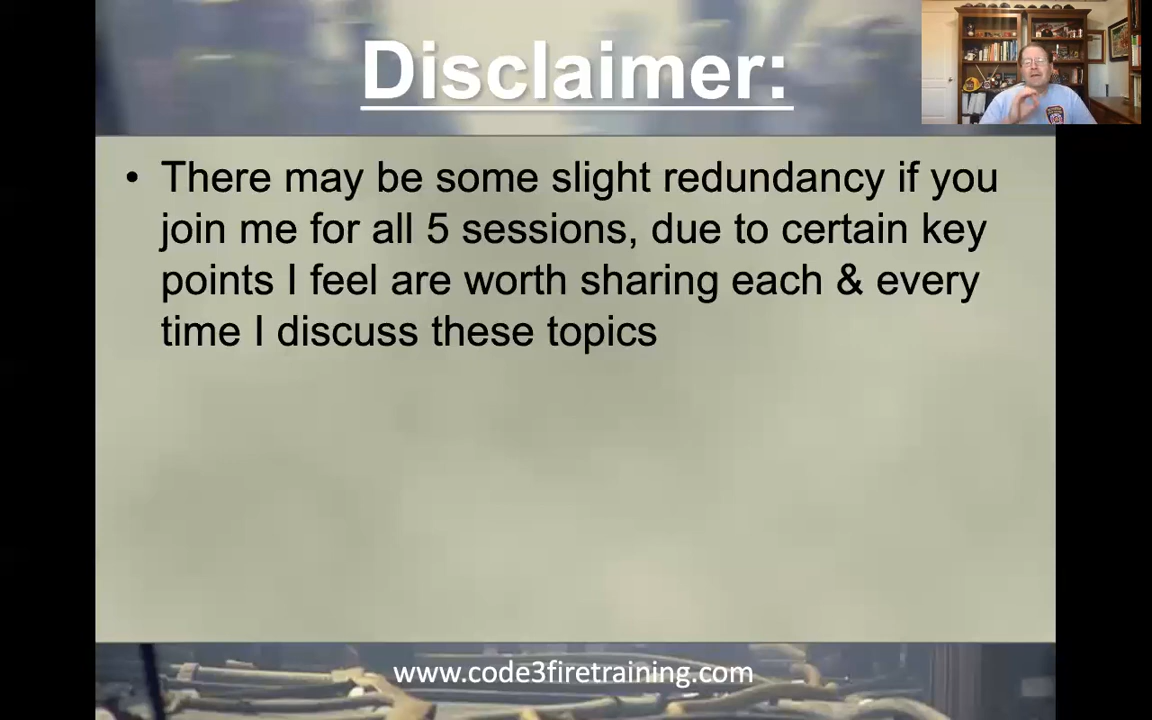 Disclaimer:
• There may be some slight redundancy if you
join me for all 5 sessions, due to certain key
points I feel are worth sharing each & every
time I discuss these topics
www.code3firetraining.com